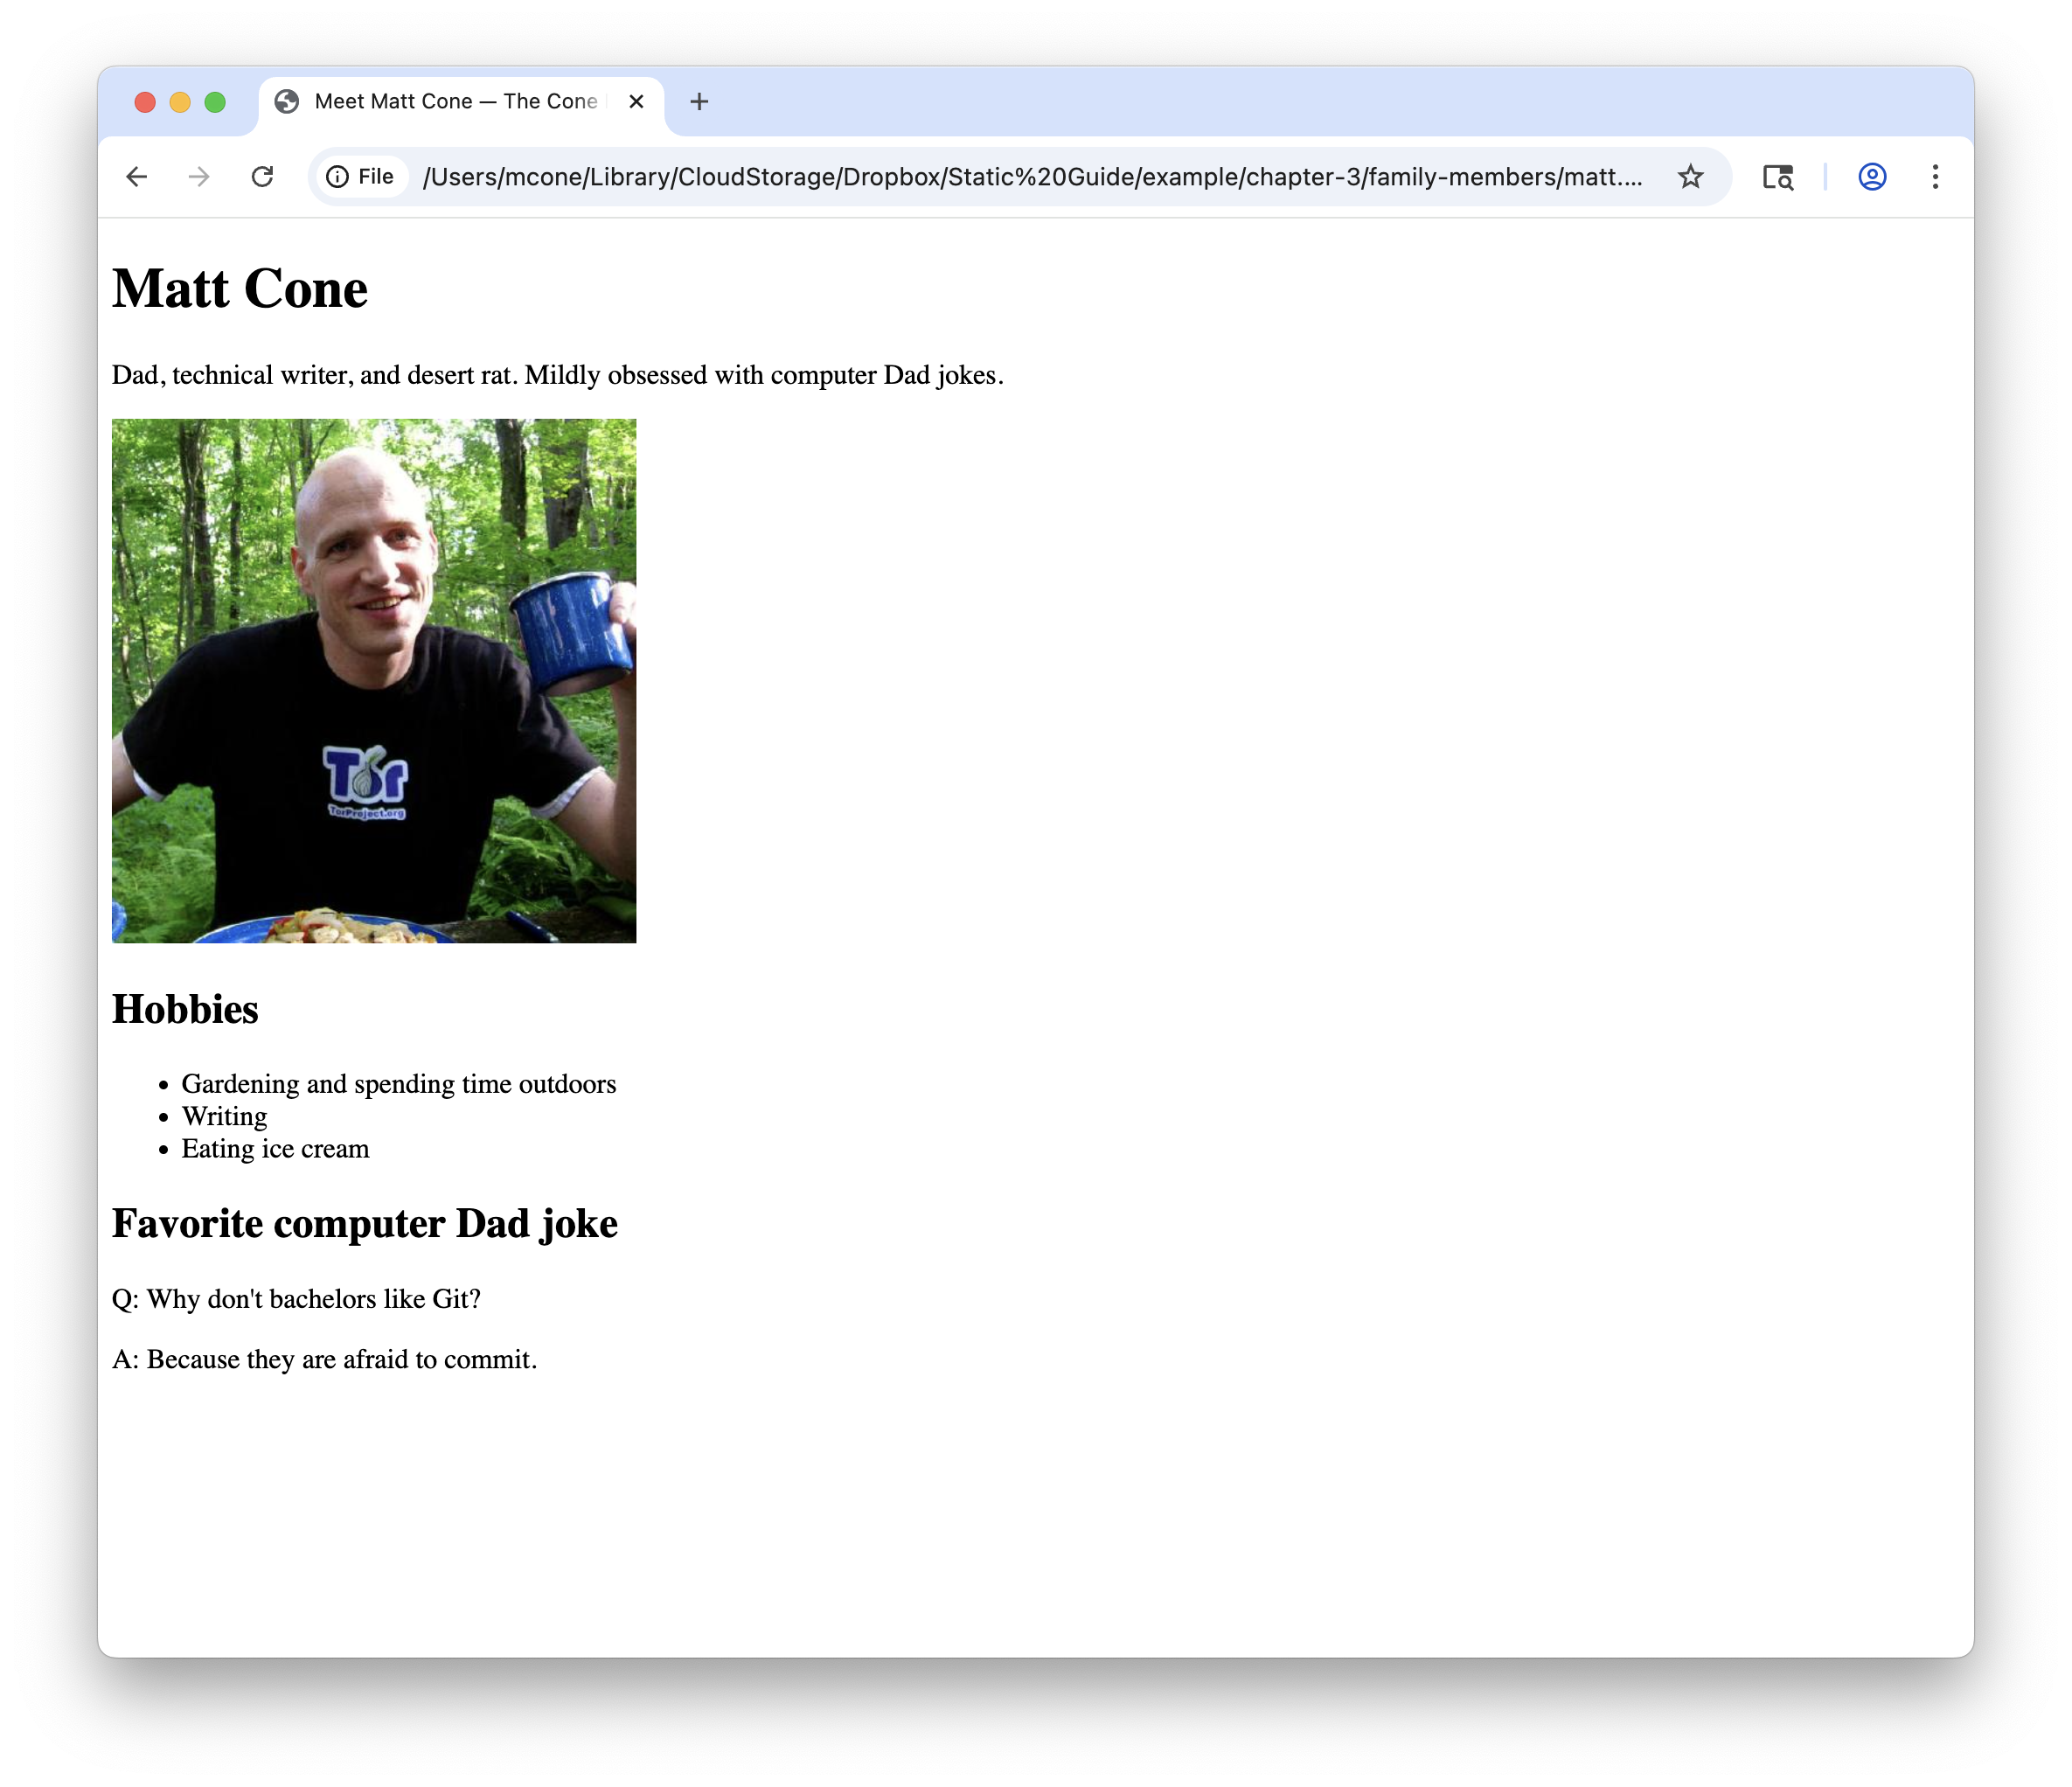 Meet Matt Cone — The Cone
File
/Users/mcone/Library/CloudStorage/Dropbox/Static%20Guide/example/chapter-3/family-members/matt....
Matt Cone
Dad, technical writer, and desert rat. Mildly obsessed with computer Dad jokes.
Tor
TorProject.org
Hobbies
• Gardening and spending time outdoors
• Writing
• Eating ice cream
Favorite computer Dad joke
Q: Why don't bachelors like Git?
A: Because they are afraid to commit.